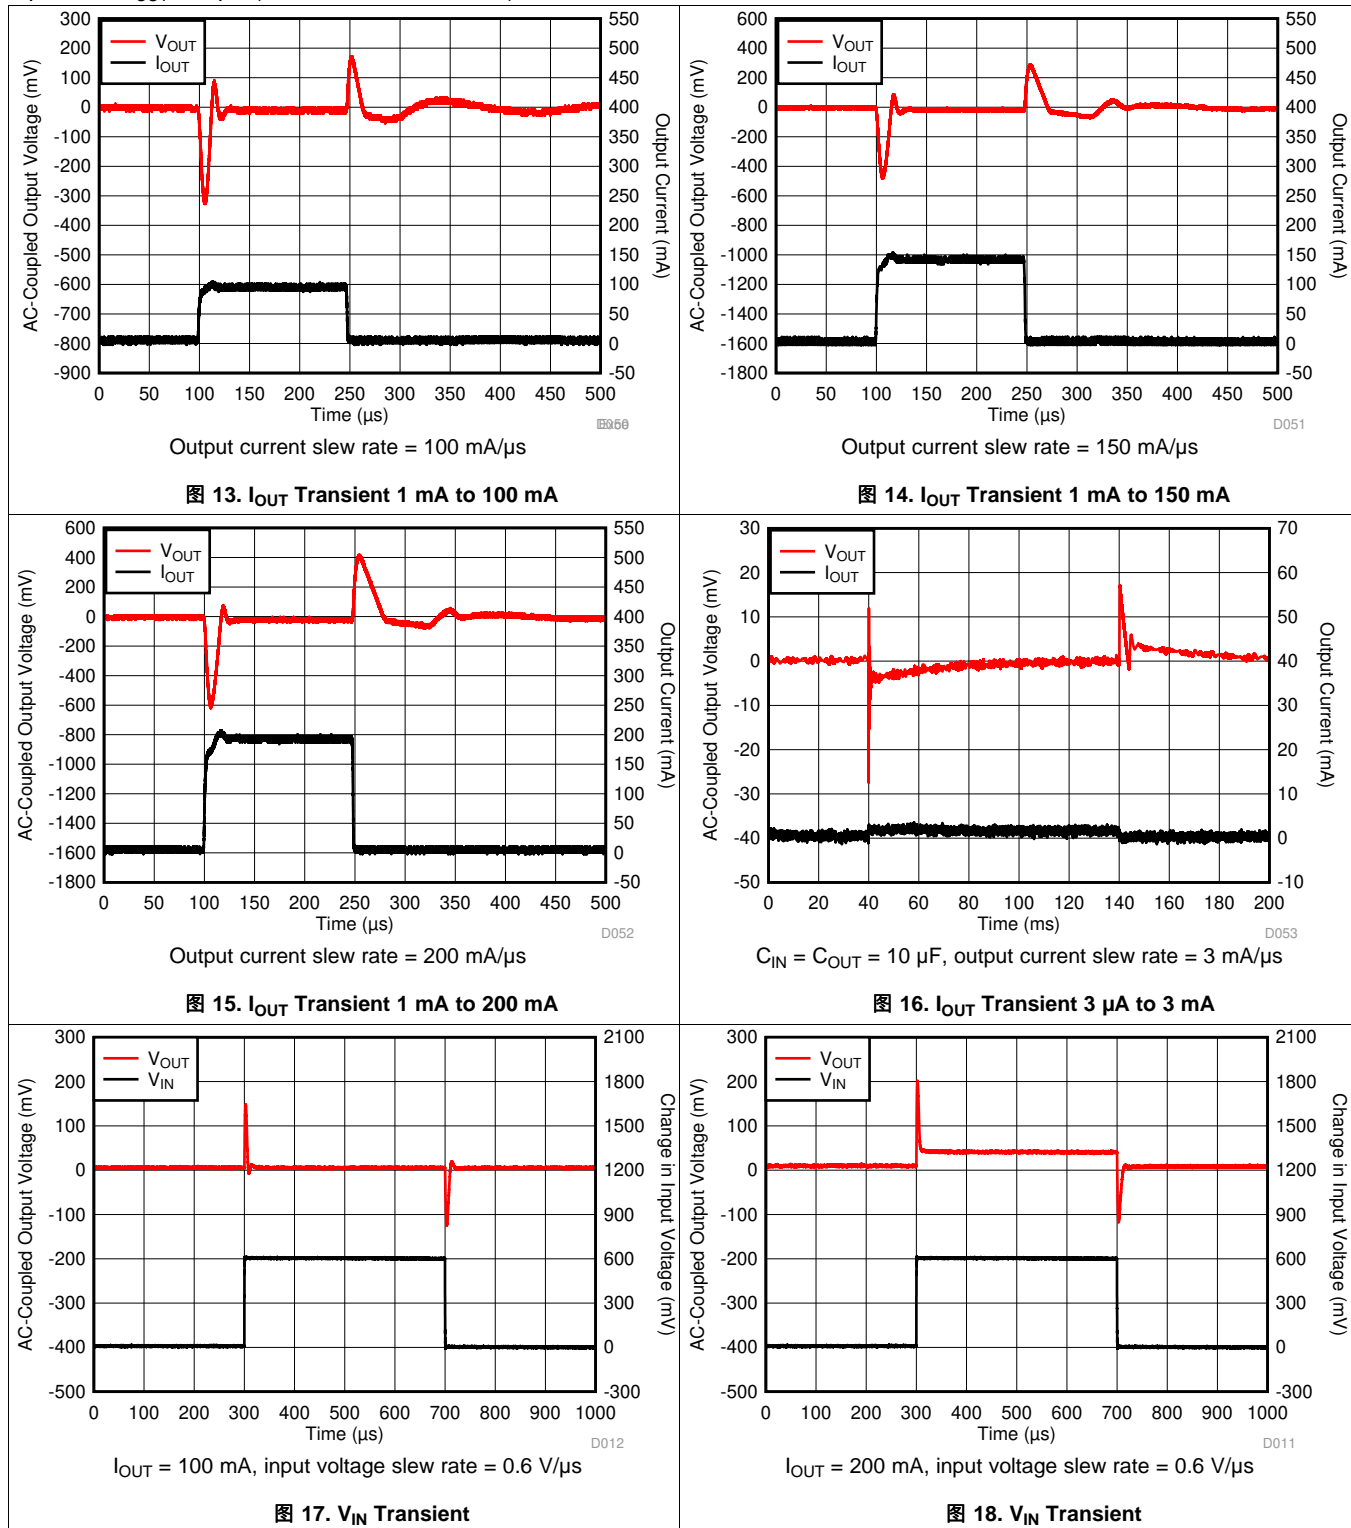 300
200
100
0
-100
-200
-300
-400
-500
-600
-700
-800
-900
550
500
450
400
350
300
250
200
150
100
50
0
-50
AC-Coupled Output Voltage (mV)
Output Current (mA)
VOUT
IOUT
0 50 100 150 200 250 300 350 400 450 500
Time (µs)
Output current slew rate = 100 mA/µs
图 13. IOUT Transient 1 mA to 100 mA
600
400
200
0
-200
-400
-600
-800
-1000
-1200
-1400
-1600
-1800
550
500
450
400
350
300
250
200
150
100
50
0
-50
AC-Coupled Output Voltage (mV)
Output Current (mA)
VOUT
IOUT
0 50 100 150 200 250 300 350 400 450 500
Time (µs)
D051
Output current slew rate = 150 mA/µs
图 14. IOUT Transient 1 mA to 150 mA
600
400
200
0
-200
-400
-600
-800
-1000
-1200
-1400
-1600
-1800
550
500
450
400
350
300
250
200
150
100
50
0
-50
AC-Coupled Output Voltage (mV)
Output Current (mA)
VOUT
IOUT
0 50 100 150 200 250 300 350 400 450 500
Time (µs)
D052
Output current slew rate = 200 mA/µs
图 15. IOUT Transient 1 mA to 200 mA
30
20
10
0
-10
-20
-30
-40
-50
70
60
50
40
30
20
10
0
-10
AC-Coupled Output Voltage (mV)
Output Current (mA)
VOUT
IOUT
0 20 40 60 80 100 120 140 160 180 200
Time (ms)
D053
CIN = COUT = 10 µF, output current slew rate = 3 mA/µs
图 16. IOUT Transient 3 µA to 3 mA
300
200
100
0
-100
-200
-300
-400
-500
2100
1800
1500
1200
900
600
300
0
-300
AC-Coupled Output Voltage (mV)
Change in Input Voltage (mV)
VOUT
VIN
0 100 200 300 400 500 600 700 800 900 1000
Time (µs)
D012
IOUT = 100 mA, input voltage slew rate = 0.6 V/µs
图 17. VIN Transient
300
200
100
0
-100
-200
-300
-400
-500
2100
1800
1500
1200
900
600
300
0
-300
AC-Coupled Output Voltage (mV)
Change in Input Voltage (mV)
VOUT
VIN
0 100 200 300 400 500 600 700 800 900 1000
Time (µs)
D011
IOUT = 200 mA, input voltage slew rate = 0.6 V/µs
图 18. VIN Transient